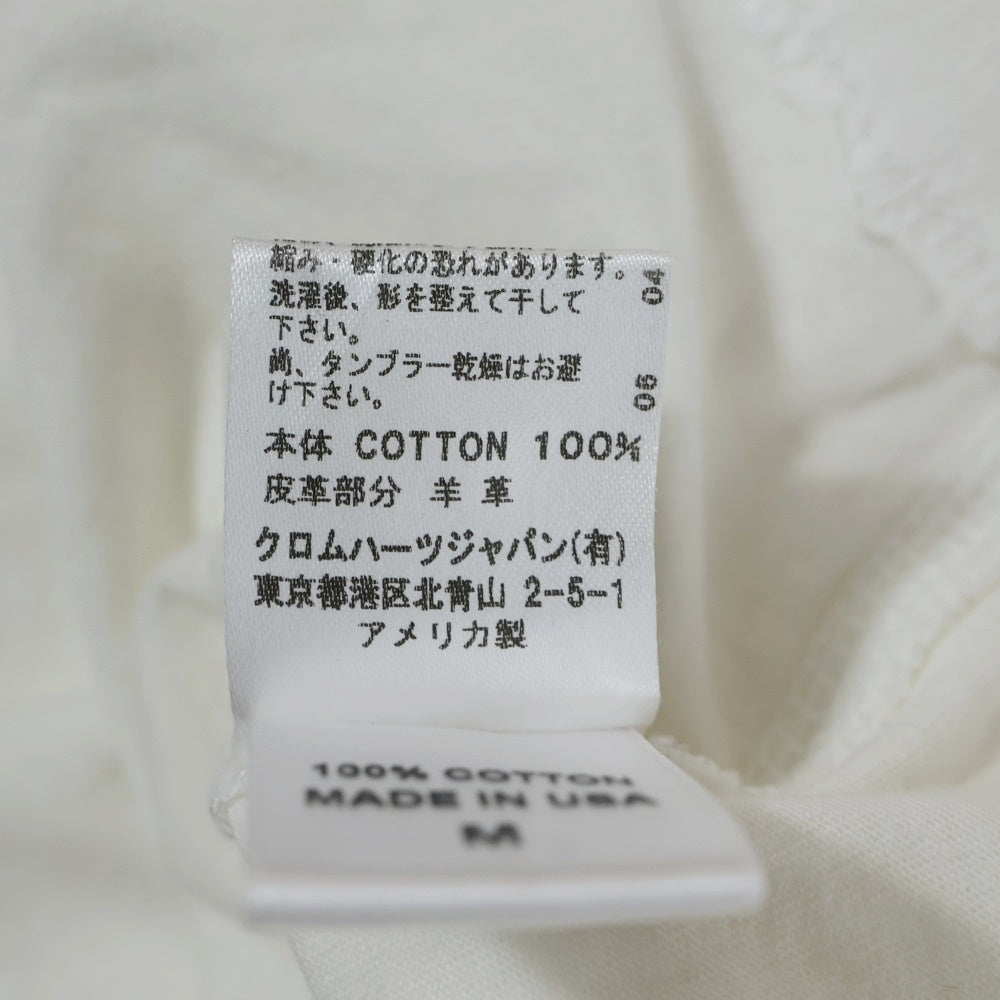 縮み・硬化の恐れがあります。
洗濯後、形を整えて干して
下さい。
尚、タンブラー乾燥はお避
け下さい。
04
05
本体 COTTON 100%
皮革部分 羊革
クロムハーツジャパン(有)
東京都港区北青山 2-5-1
アメリカ製
100% COTTON
MADE IN USA
M